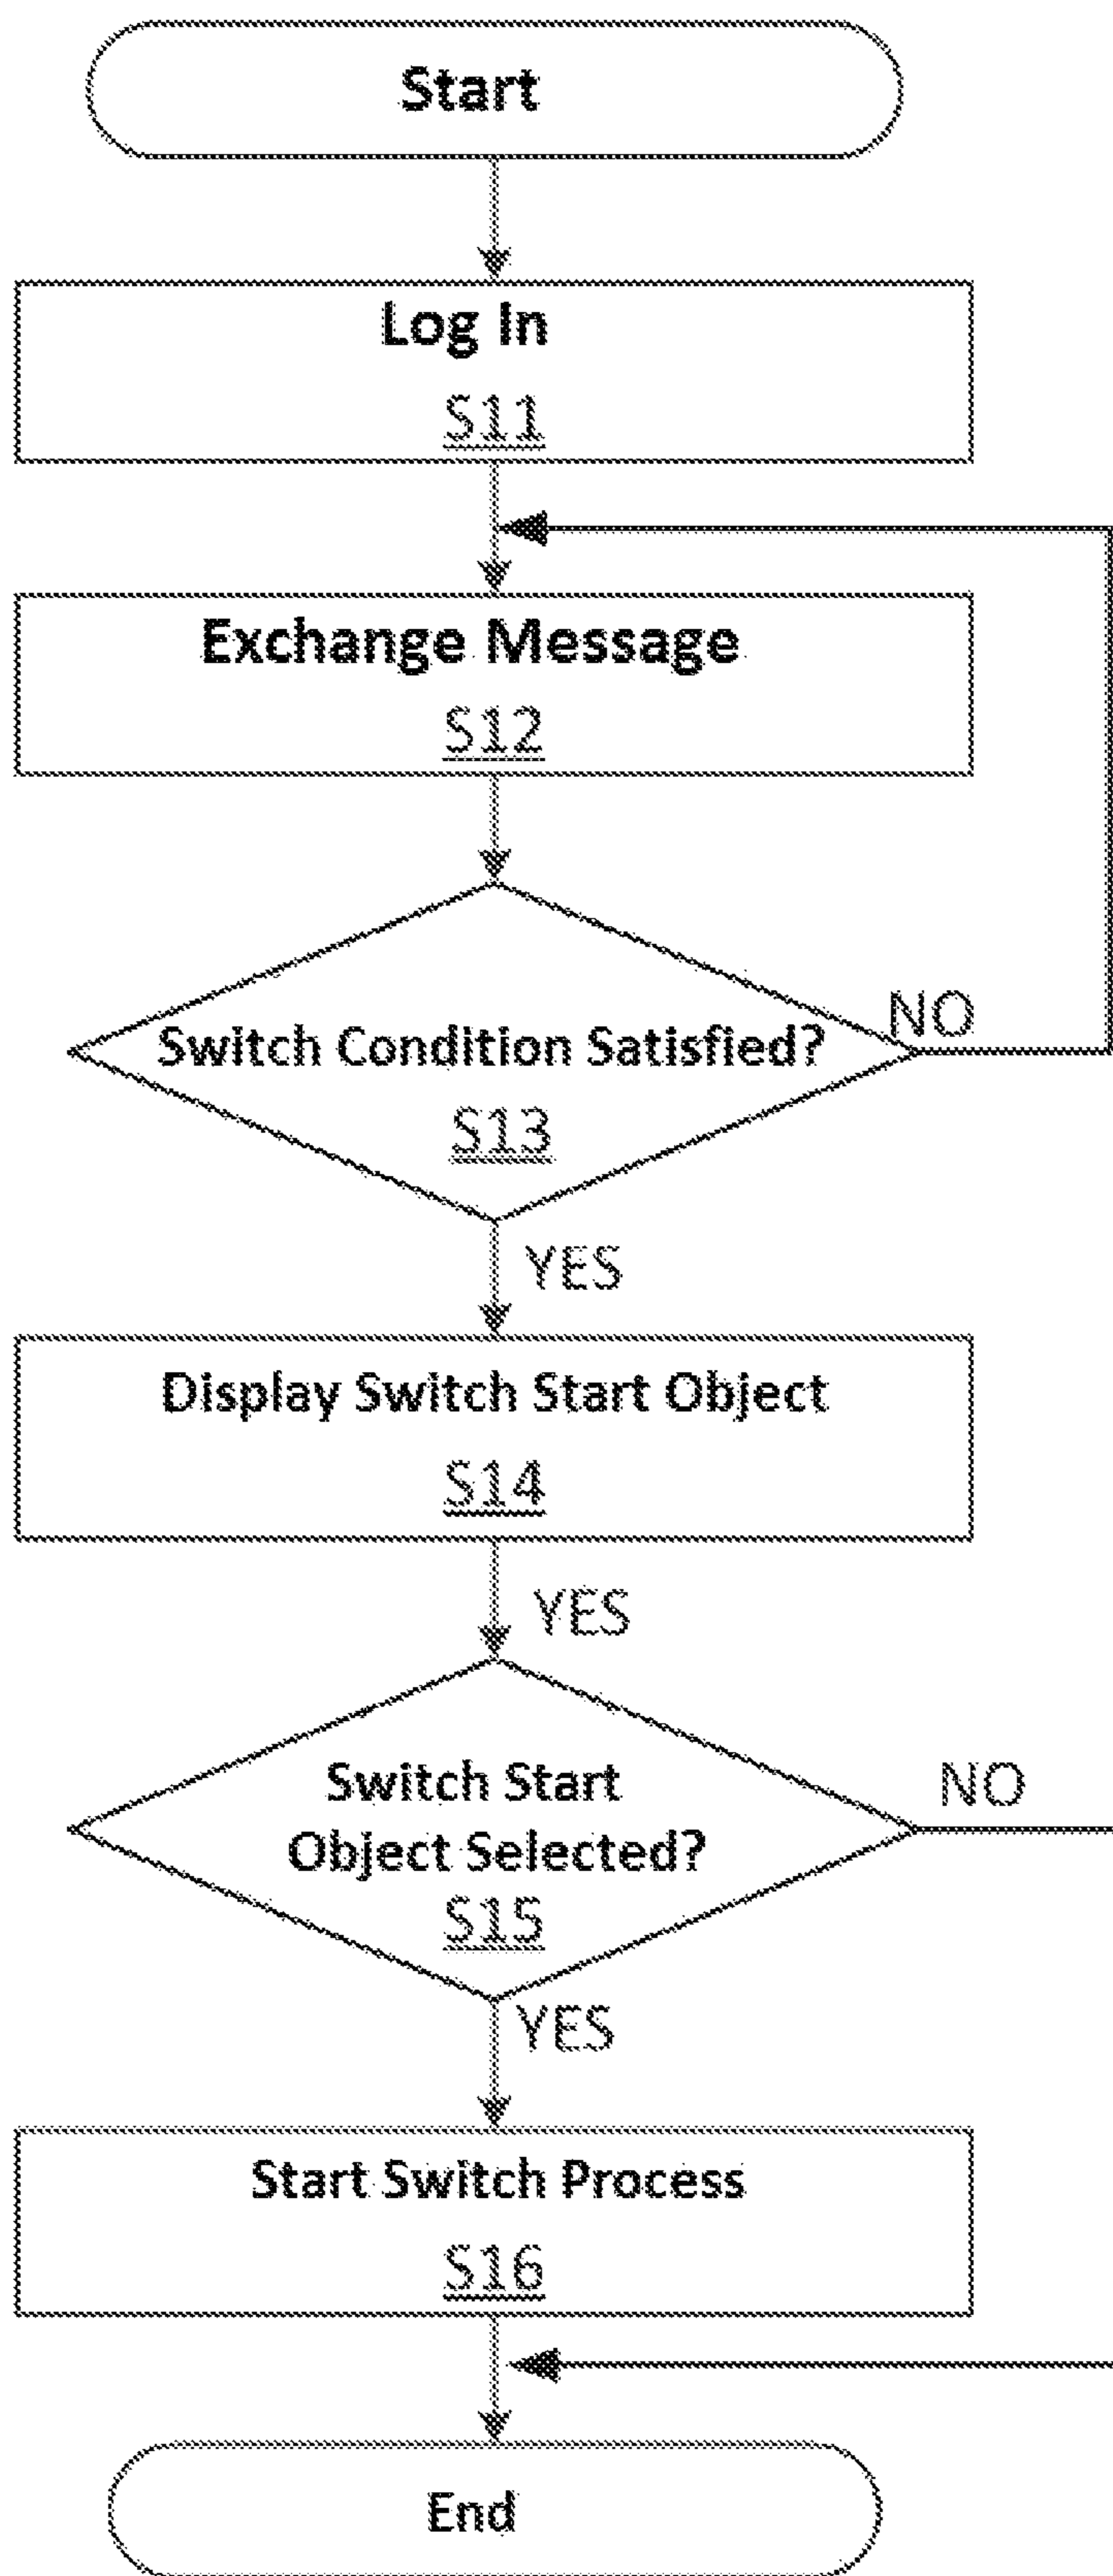 Start
Log In
S11
Exchange Message
S12
Switch Condition Satisfied?
NO
S13
YES
Display Switch Start Object
S14
YES
Switch Start
Object Selected?
NO
S15
YES
Start Switch Process
S16
End